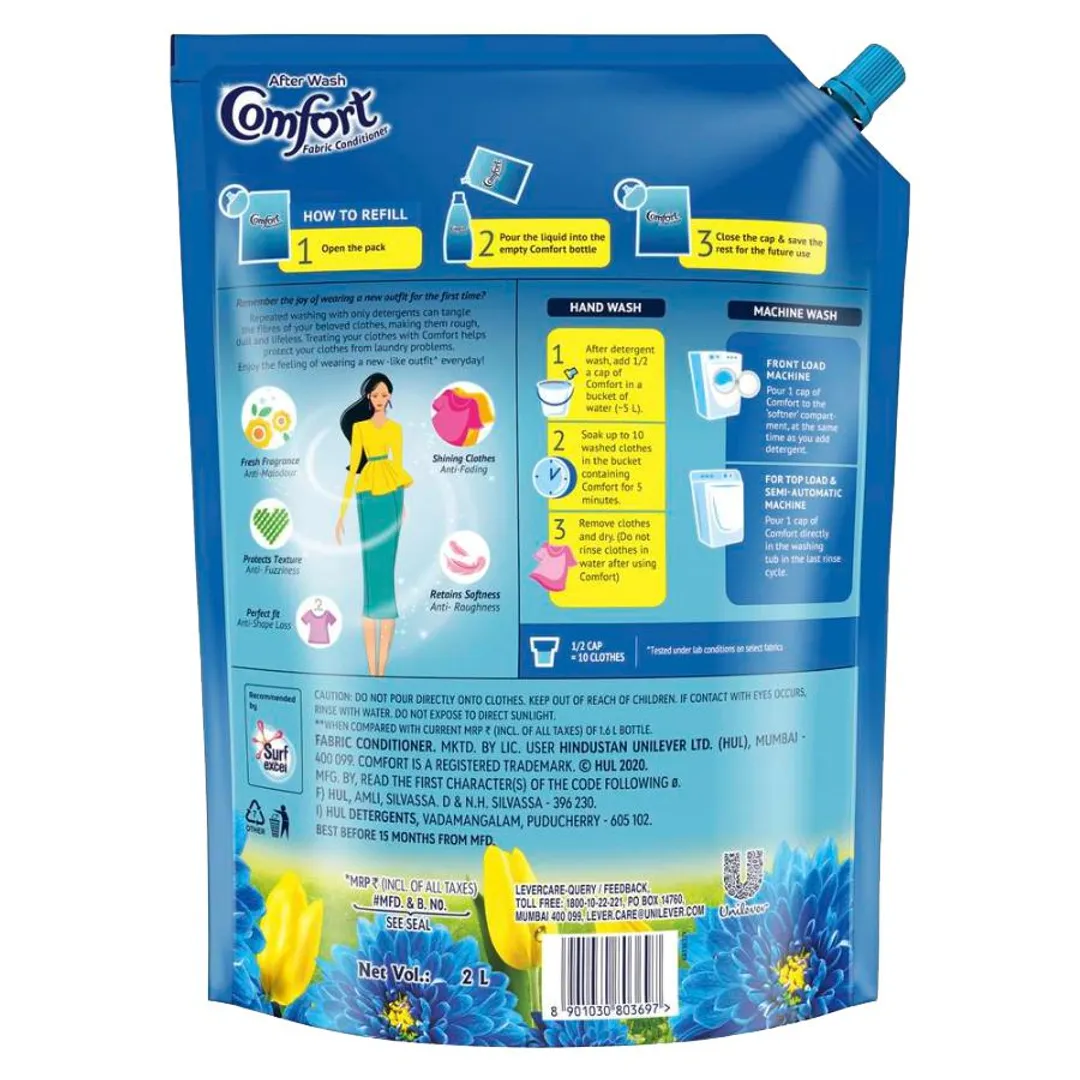 After Wash
Comfort
Fabric Conditioner
Comfort
HOW TO REFILL
1 Open the pack
Comfort
2 Pour the liquid into the
empty Comfort bottle
Comfort
3 Close the cap & save the
rest for the future use
Remember the joy of wearing a new outfit for the first time?
Repeated washing with only detergents can tangle
the fibres of your beloved clothes, making them rough,
dull and lifeless. Treating your clothes with Comfort helps
protect your clothes from laundry problems.
Enjoy the feeling of wearing a new -like outfit* everyday!
Fresh Fragrance
Anti-Malodour
Shining Clothes
Anti-Fading
Protects Texture
Anti- Fuzziness
Retains Softness
Anti- Roughness
Perfect fit
Anti-Shape Loss
2
HAND WASH
1
After detergent
wash, add 1/2
a cap of
Comfort in a
bucket of
water (~5 L).
2
Soak up to 10
washed clothes
in the bucket
containing
Comfort for 5
minutes.
3
Remove clothes
and dry. (Do not
rinse clothes in
water after using
Comfort)
MACHINE WASH
FRONT LOAD
MACHINE
Pour 1 cap of
Comfort to the
'softner' compart-
ment, at the same
time as you add
detergent.
FOR TOP LOAD &
SEMI-AUTOMATIC
MACHINE
Pour 1 cap of
Comfort directly
in the washing
tub in the last rinse
cycle.
1/2 CAP
= 10 CLOTHES
*Tested under lab conditions on select fabrics
Recommended
by
Surf
excel
CAUTION: DO NOT POUR DIRECTLY ONTO CLOTHES. KEEP OUT OF REACH OF CHILDREN. IF CONTACT WITH EYES OCCURS,
RINSE WITH WATER. DO NOT EXPOSE TO DIRECT SUNLIGHT.
**WHEN COMPARED WITH CURRENT MRP ₹ (INCL. OF ALL TAXES) OF 1.6 L BOTTLE.
FABRIC CONDITIONER. MKTD. BY LIC. USER HINDUSTAN UNILEVER LTD. (HUL), MUMBAI -
400 099. COMFORT IS A REGISTERED TRADEMARK. © HUL 2020.
MFG. BY, READ THE FIRST CHARACTER(S) OF THE CODE FOLLOWING ø.
F) HUL, AMLI, SILVASSA. D & N.H. SILVASSA - 396 230.
I) HUL DETERGENTS, VADAMANGALAM, PUDUCHERRY - 605 102.
BEST BEFORE 15 MONTHS FROM MFD.
7
OTHER
*MRP ₹ (INCL. OF ALL TAXES)
#MFD. & B. NO.
SEE SEAL
LEVERCARE-QUERY / FEEDBACK,
TOLL FREE: 1800-10-22-221, PO BOX 14760,
MUMBAI 400 099, LEVER.CARE@UNILEVER.COM
Unilever
Net Vol.: 2 L
8 901030 803697 >